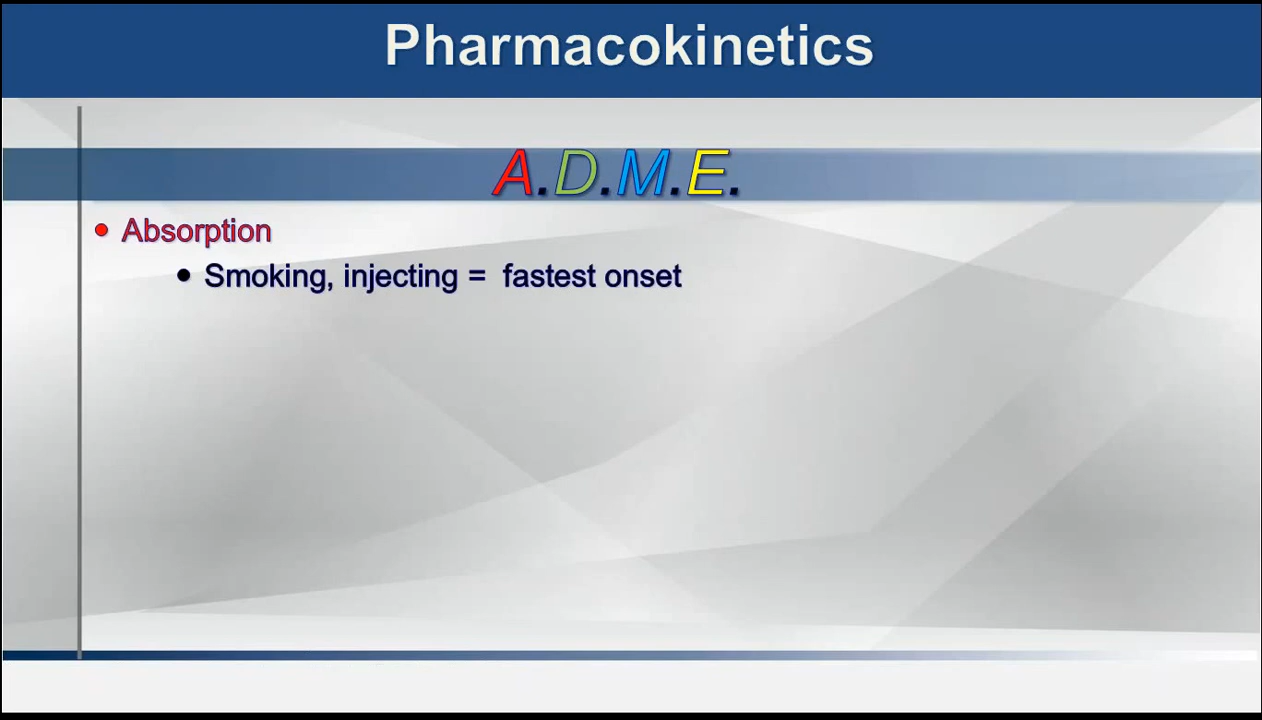 Pharmacokinetics
A.D.M.E.
• Absorption
• Smoking, injecting = fastest onset